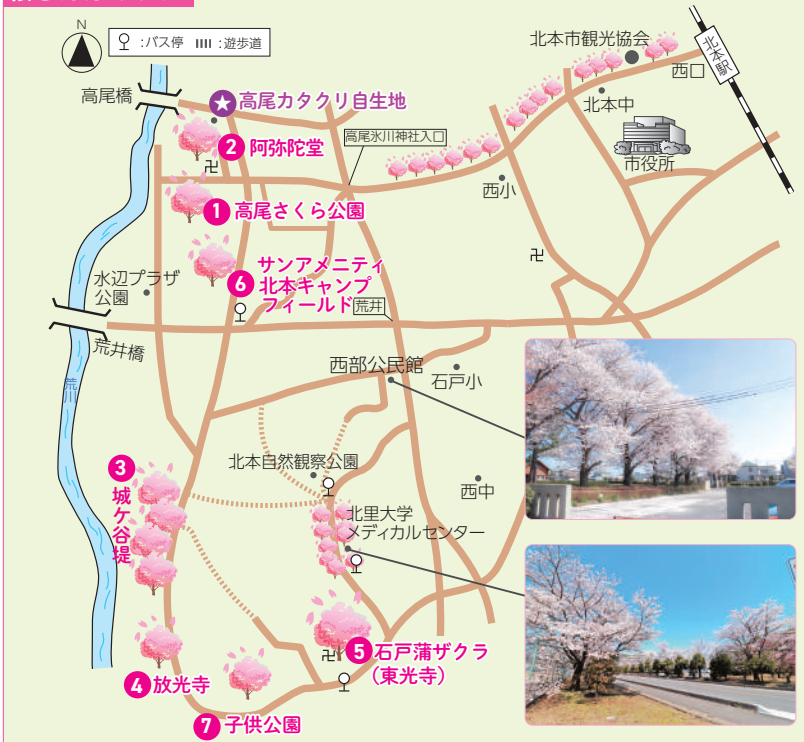 N
:バス停 :遊歩道
北本市観光協会
北本駅
西口
高尾橋
高尾カタクリ自生地
北本中
2 阿弥陀堂
高尾氷川神社入口
市役所
西小
1 高尾さくら公園
サンアメニティ
6 北本キャンプ
フィールド
水辺プラザ
公園
荒井
荒井橋
荒川
西部公民館
石戸小
3
城ケ谷堤
北本自然観察公園
西中
北里大学
メディカルセンター
5 石戸蒲ザクラ
(東光寺)
4 放光寺
7 子供公園